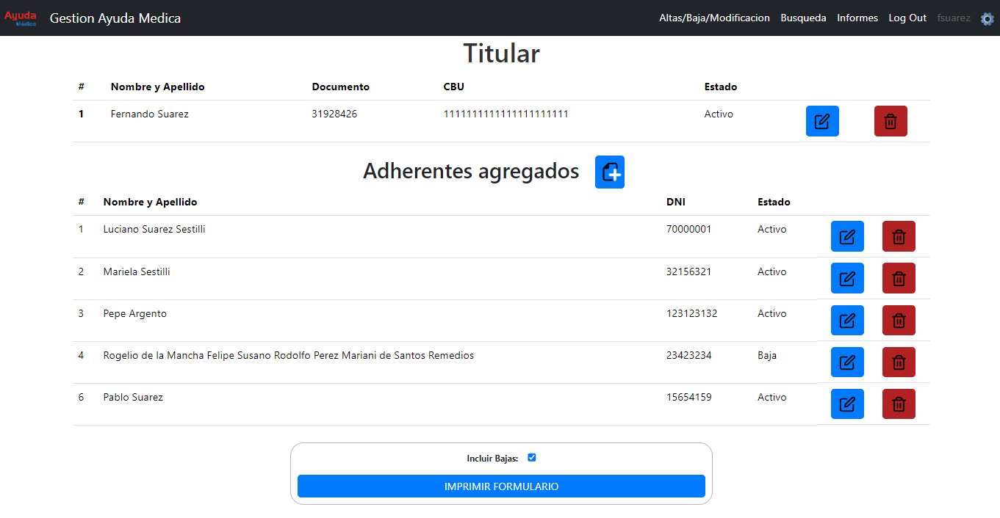 Ayuda
Médica
Gestion Ayuda Medica
Altas/Baja/Modificacion Busqueda Informes Log Out fsuarez
Titular
# Nombre y Apellido Documento CBU Estado
1 Fernando Suarez 31928426 1111111111111111111111 Activo
Adherentes agregados
# Nombre y Apellido DNI Estado
1 Luciano Suarez Sestilli 70000001 Activo
2 Mariela Sestilli 32156321 Activo
3 Pepe Argento 123123132 Activo
4 Rogelio de la Mancha Felipe Susano Rodolfo Perez Mariani de Santos Remedios 23423234 Baja
6 Pablo Suarez 15654159 Activo
Incluir Bajas:
IMPRIMIR FORMULARIO